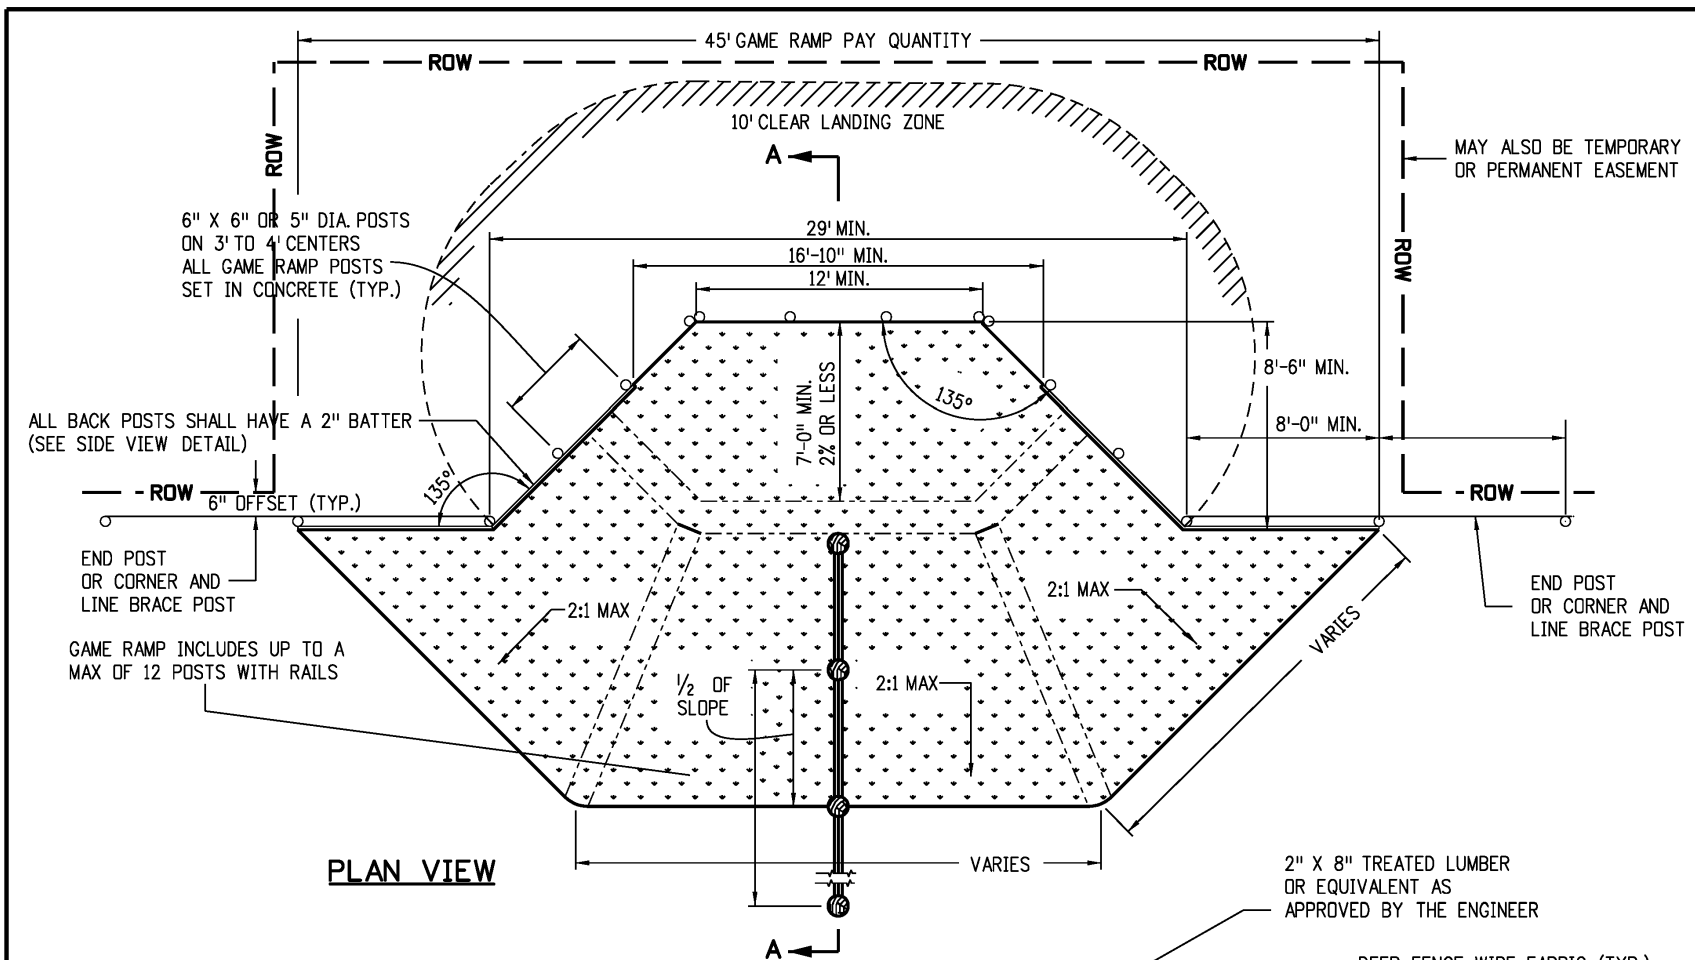 45' GAME RAMP PAY QUANTITY
ROW
ROW
10' CLEAR LANDING ZONE
ROW
A
MAY ALSO BE TEMPORARY
OR PERMANENT EASEMENT
6" X 6" OR 5" DIA. POSTS
ON 3' TO 4' CENTERS
ALL GAME RAMP POSTS
SET IN CONCRETE (TYP.)
29' MIN.
16'-10" MIN.
12' MIN.
ROW
8'-6" MIN.
7'-0" MIN.
2% OR LESS
135°
ALL BACK POSTS SHALL HAVE A 2" BATTER
(SEE SIDE VIEW DETAIL)
8'-0" MIN.
135°
ROW
6" OFFSET (TYP.)
ROW
END POST
OR CORNER AND
LINE BRACE POST
2:1 MAX
2:1 MAX
END POST
OR CORNER AND
LINE BRACE POST
VARIES
GAME RAMP INCLUDES UP TO A
MAX OF 12 POSTS WITH RAILS
½ OF
SLOPE
2:1 MAX
PLAN VIEW
VARIES
2" X 8" TREATED LUMBER
OR EQUIVALENT AS
APPROVED BY THE ENGINEER
A
DEER FENCE WIRE FABRIC (TYP.)